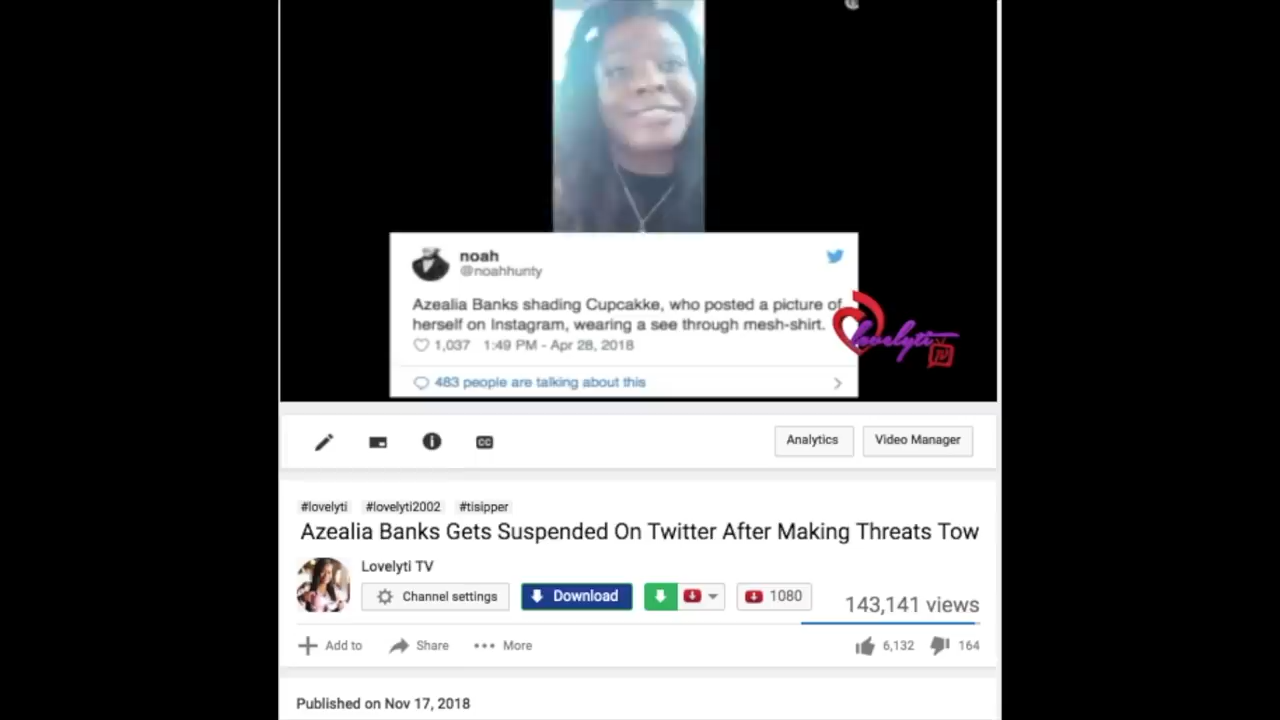 noah
@noahhunty
Azealia Banks shading Cupcakke, who posted a picture of
herself on Instagram, wearing a see through mesh-shirt.
1,037 1:49 PM - Apr 28, 2018
483 people are talking about this
lovelyti
TV
CC
Analytics
Video Manager
#lovelyti #lovelyti2002 #tisipper
Azealia Banks Gets Suspended On Twitter After Making Threats Tow
Lovelyti TV
Channel settings
Download
1080
143,141 views
Add to
Share
More
6,132
164
Published on Nov 17, 2018